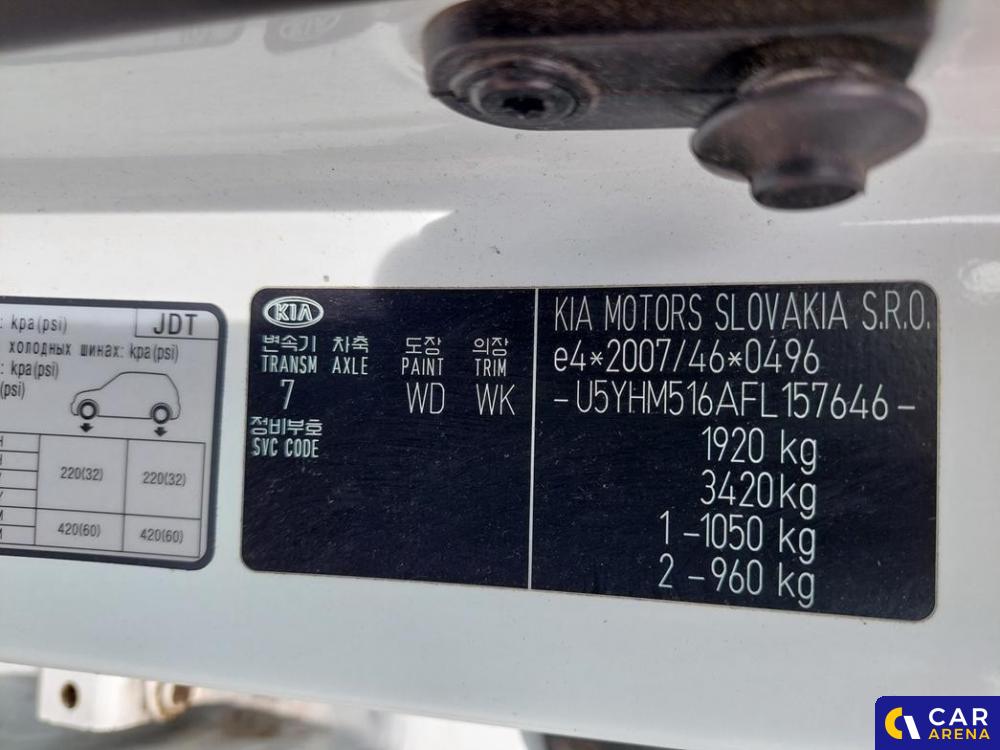 : kpa(psi)
JDT
холодных шинах: kpa(psi)
: kpa(psi)
(psi)
220(32) 220(32)
420(60) 420(60)
KIA
변속기 차축 도장 의장
TRANSM AXLE PAINT TRIM
7 WD WK
정비부호
SVC CODE
KIA MOTORS SLOVAKIA S.R.O.
e4*2007/46*0496
-U5YHM516AFL157646-
1920 kg
3420 kg
1 -1050 kg
2 -960 kg
CAR
ARENA